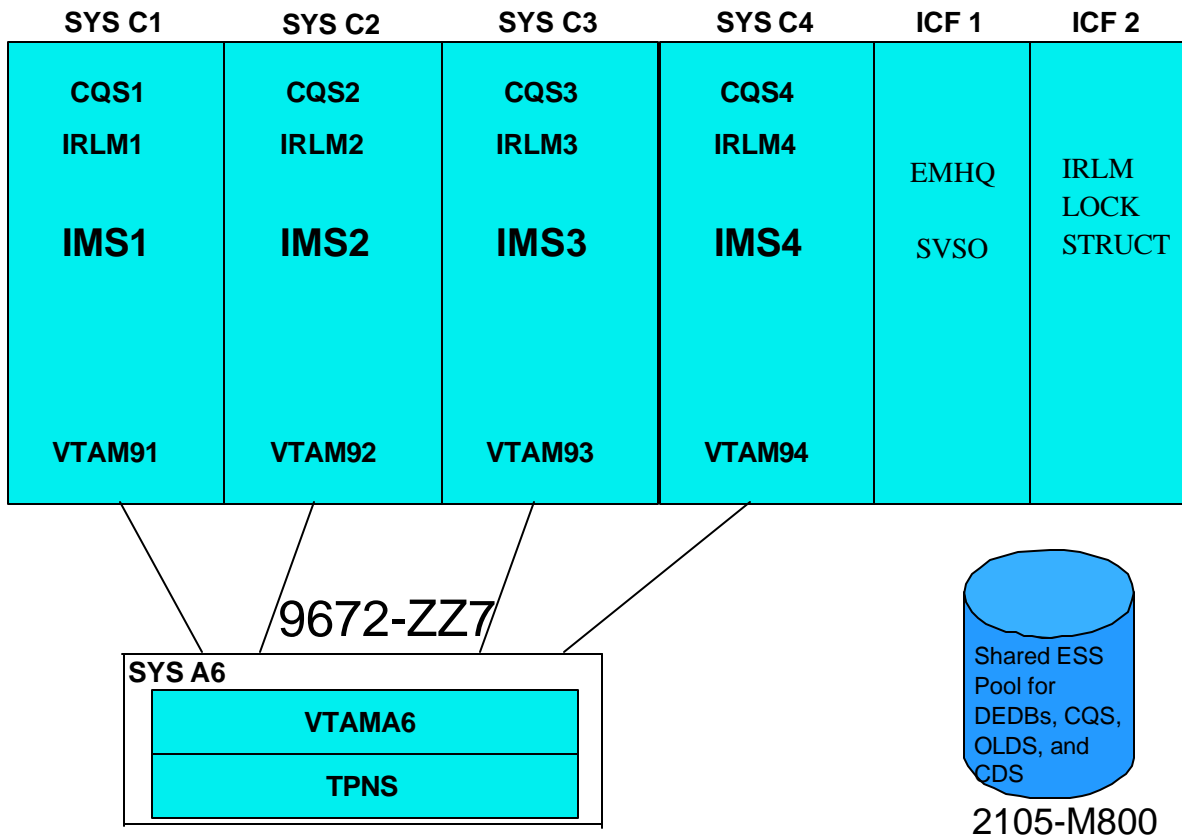 SYS C1 SYS C2 SYS C3 SYS C4 ICF 1 ICF 2
CQS1 CQS2 CQS3 CQS4
IRLM1 IRLM2 IRLM3 IRLM4
EMHQ
IRLM
LOCK
STRUCT
IMS1 IMS2 IMS3 IMS4
SVSO
VTAM91 VTAM92 VTAM93 VTAM94
9672-ZZ7
SYS A6
VTAMA6
TPNS
Shared ESS
Pool for
DEDBs, CQS,
OLDS, and
CDS
2105-M800